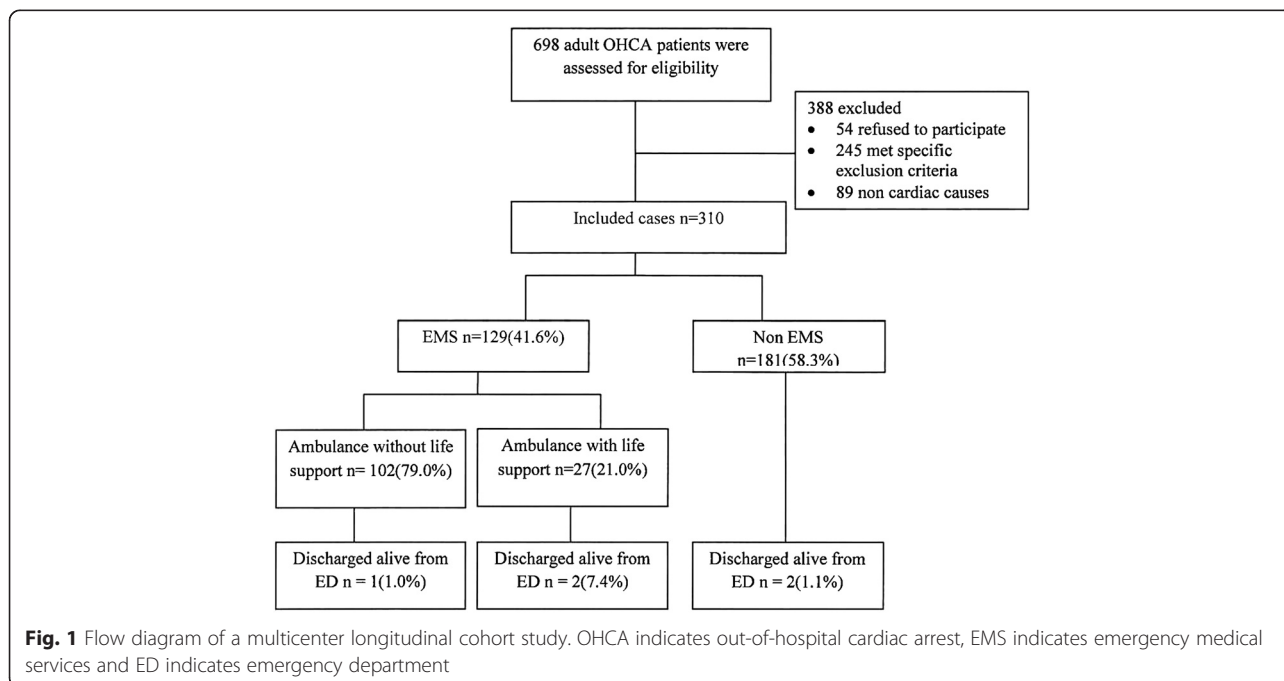 698 adult OHCA patients were
assessed for eligibility
388 excluded
• 54 refused to participate
• 245 met specific
exclusion criteria
• 89 non cardiac causes
Included cases n=310
EMS n=129(41.6%)
Non EMS
n=181(58.3%)
Ambulance without life
support n= 102(79.0%)
Ambulance with life
support n=27(21.0%)
Discharged alive from
ED n = 1(1.0%)
Discharged alive from
ED n = 2(7.4%)
Discharged alive from
ED n = 2(1.1%)
Fig. 1 Flow diagram of a multicenter longitudinal cohort study. OHCA indicates out-of-hospital cardiac arrest, EMS indicates emergency medical
services and ED indicates emergency department